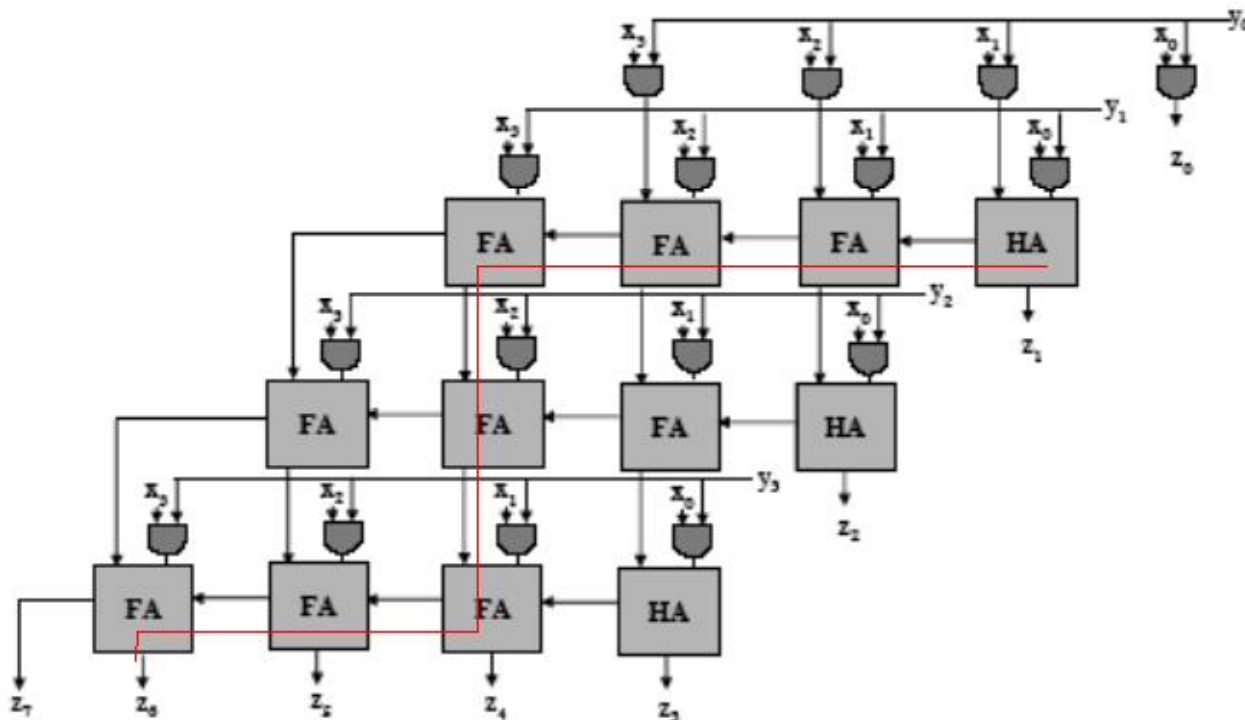 x₃ x₂ x₁ x₀ y₀
x₃ x₂ x₁ x₀ y₁
z₀
FA FA FA HA
x₃ x₂ x₁ x₀ y₂
z₁
FA FA FA HA
x₃ x₂ x₁ x₀ y₃
z₂
FA FA FA HA
z₇ z₆ z₅ z₄ z₃